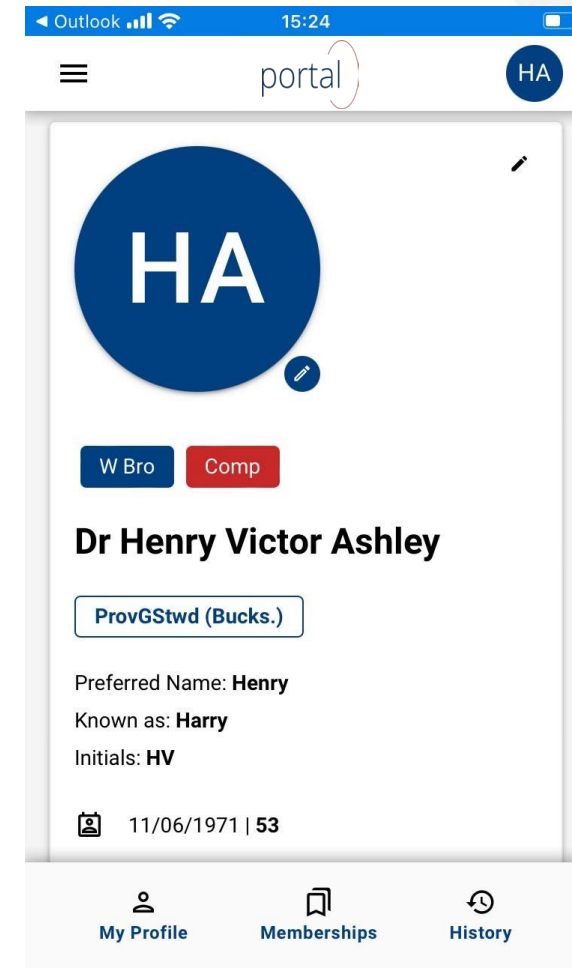 ◀ Outlook 15:24
portal HA
HA
W Bro Comp
Dr Henry Victor Ashley
ProvGStwd (Bucks.)
Preferred Name: Henry
Known as: Harry
Initials: HV
11/06/1971 | 53
My Profile Memberships History